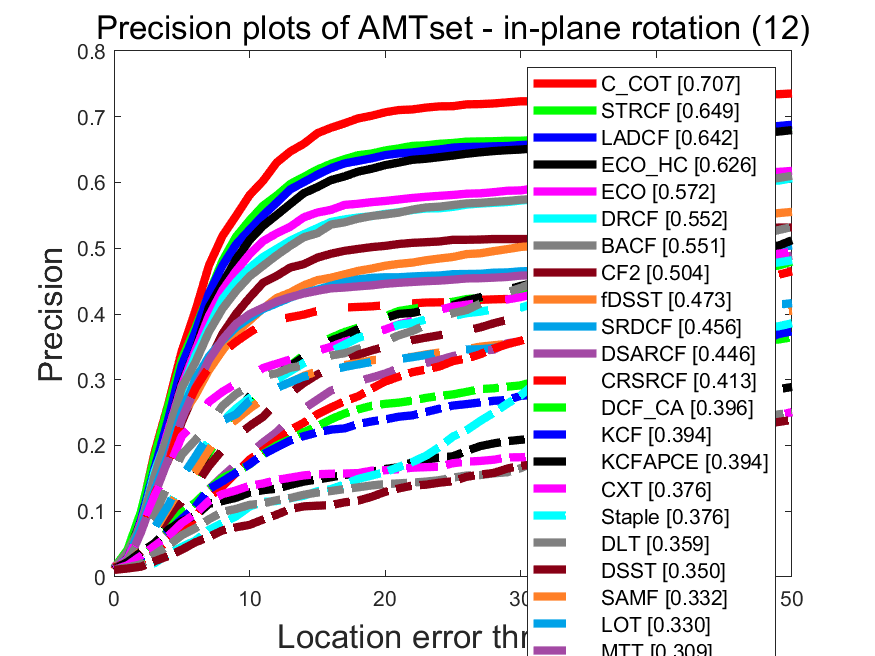 Precision plots of AMTset - in-plane rotation (12)
0.8
0.7
0.6
0.5
0.4
0.3
0.2
0.1
0
Precision
0 10 20 30 50
Location error thr
C_COT [0.707]
STRCF [0.649]
LADCF [0.642]
ECO_HC [0.626]
ECO [0.572]
DRCF [0.552]
BACF [0.551]
CF2 [0.504]
fDSST [0.473]
SRDCF [0.456]
DSARCF [0.446]
CRSRCF [0.413]
DCF_CA [0.396]
KCF [0.394]
KCFAPCE [0.394]
CXT [0.376]
Staple [0.376]
DLT [0.359]
DSST [0.350]
SAMF [0.332]
LOT [0.330]
MTT [0.309]